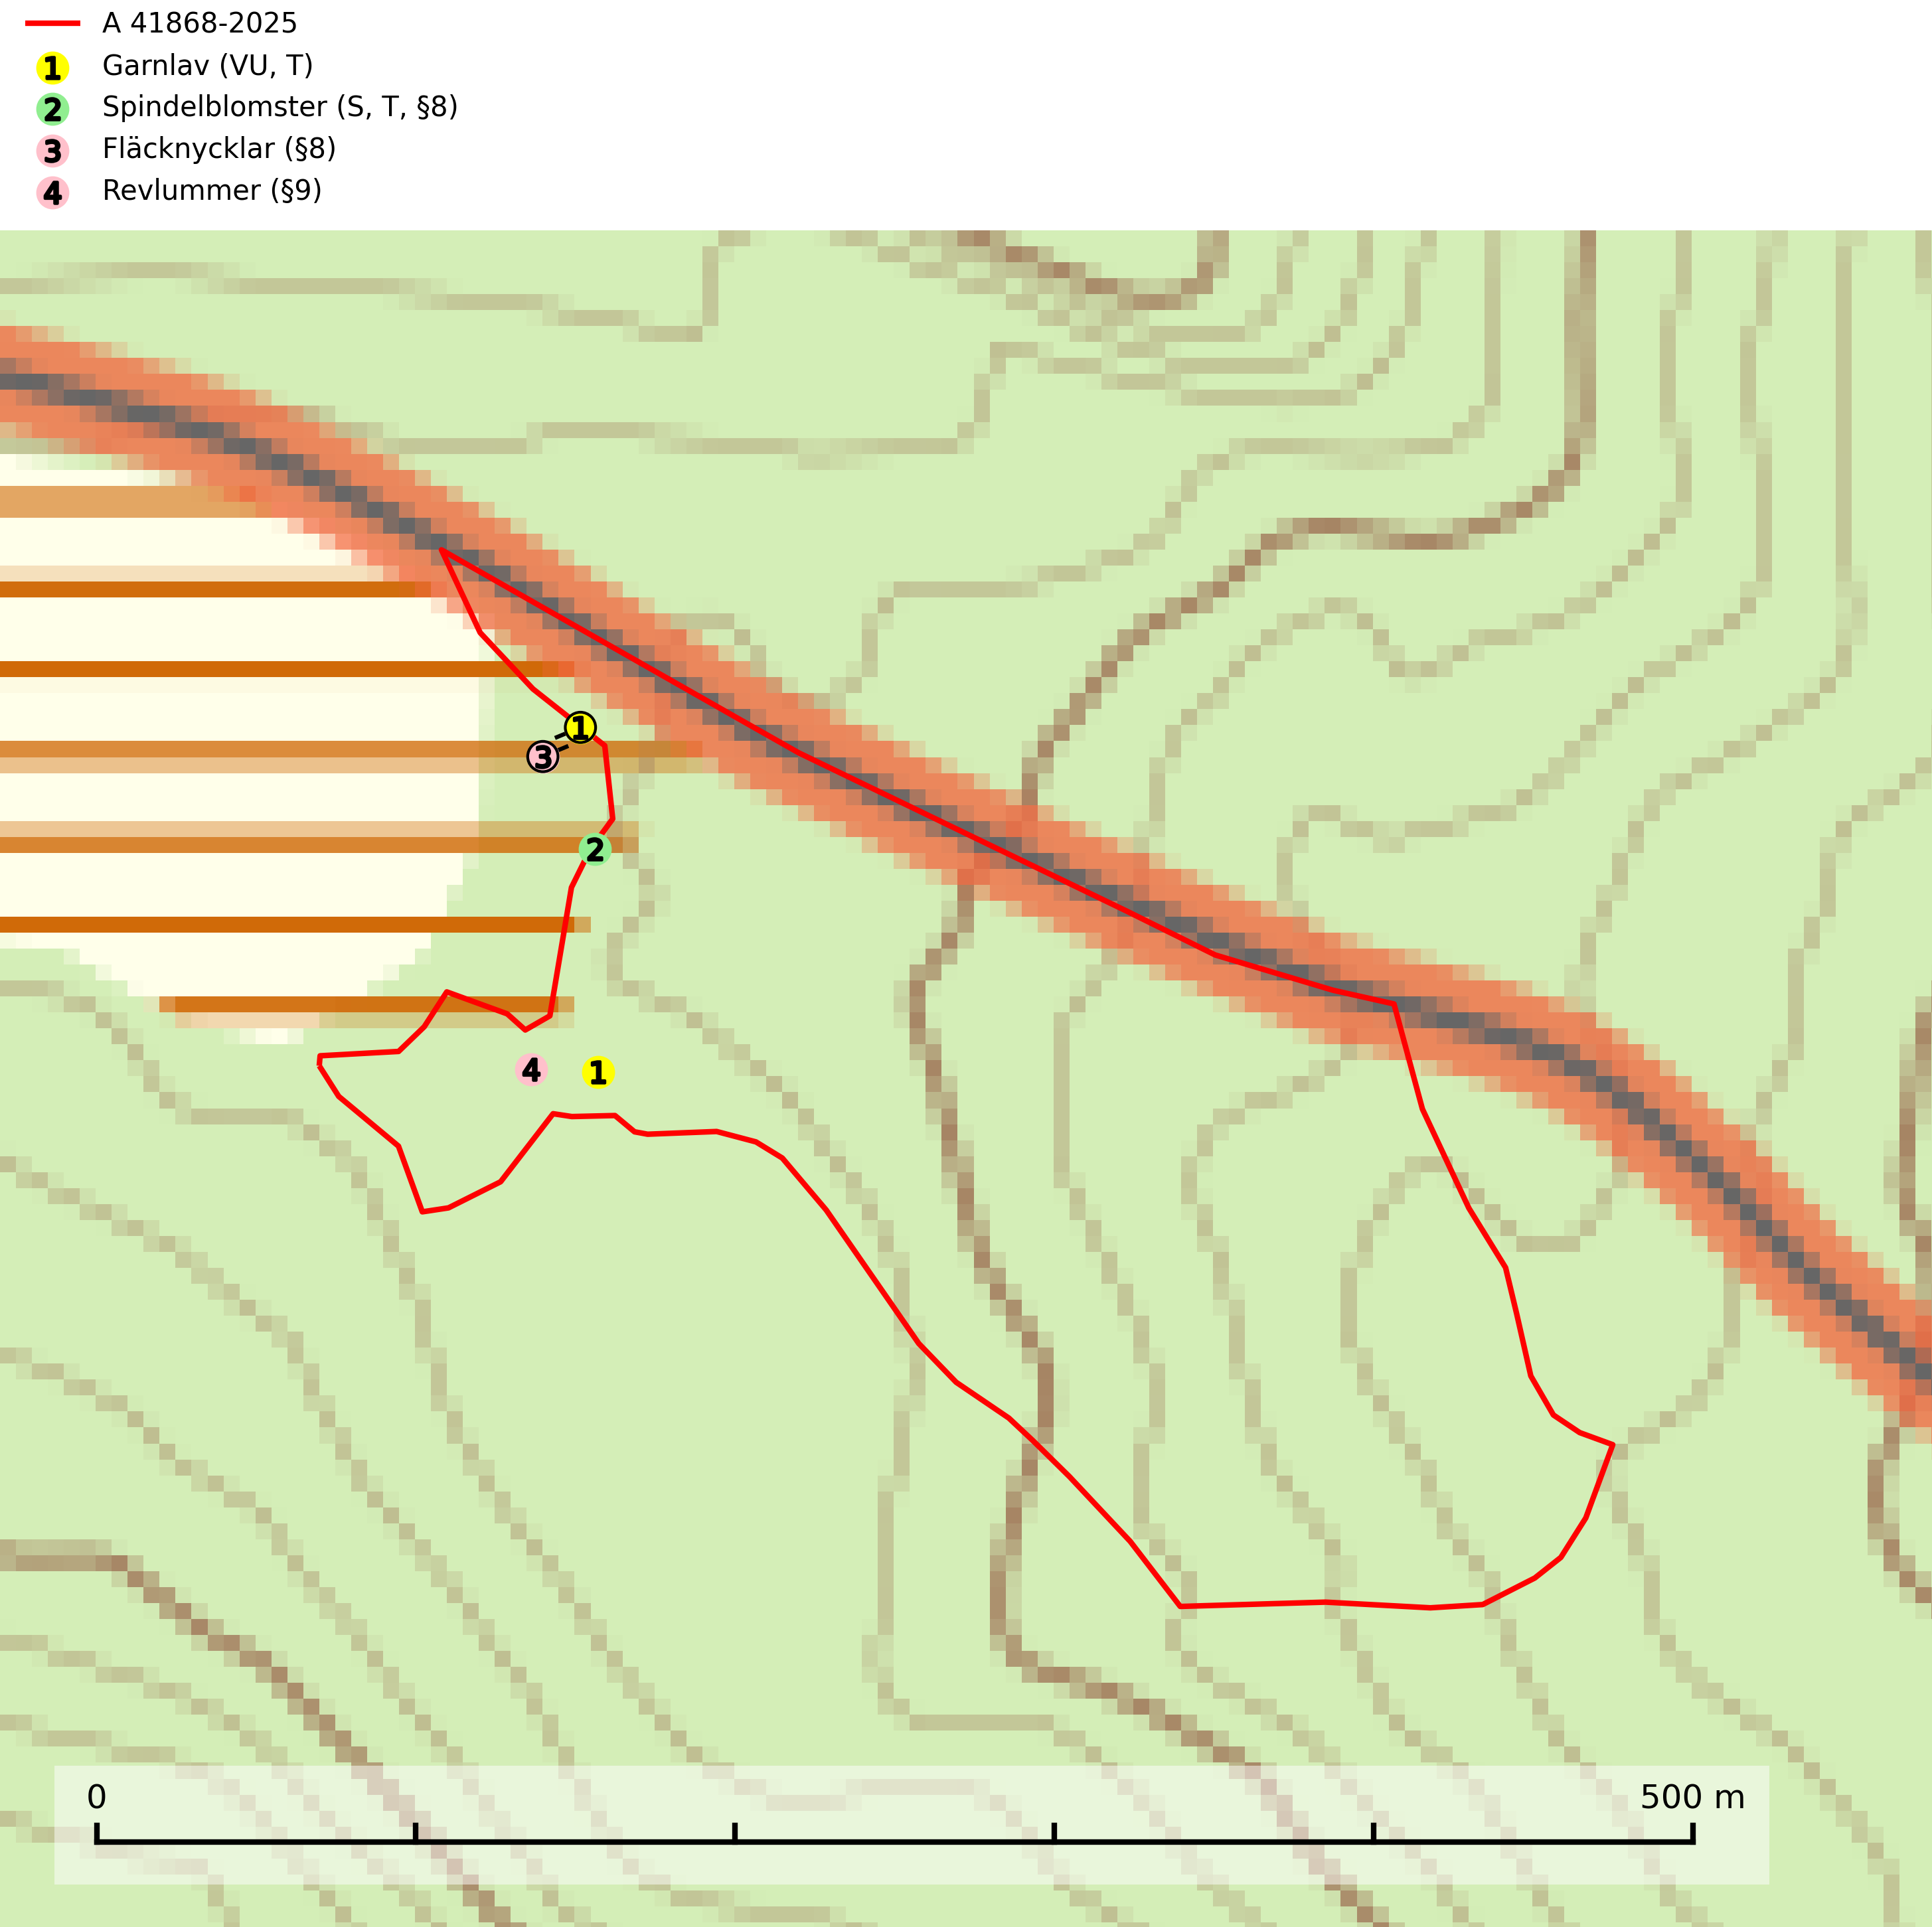 A 41868-2025
1 Garnlav (VU, T)
2 Spindelblomster (S, T, §8)
3 Fläcknycklar (§8)
4 Revlummer (§9)
1
3
2
4 1
0 500 m